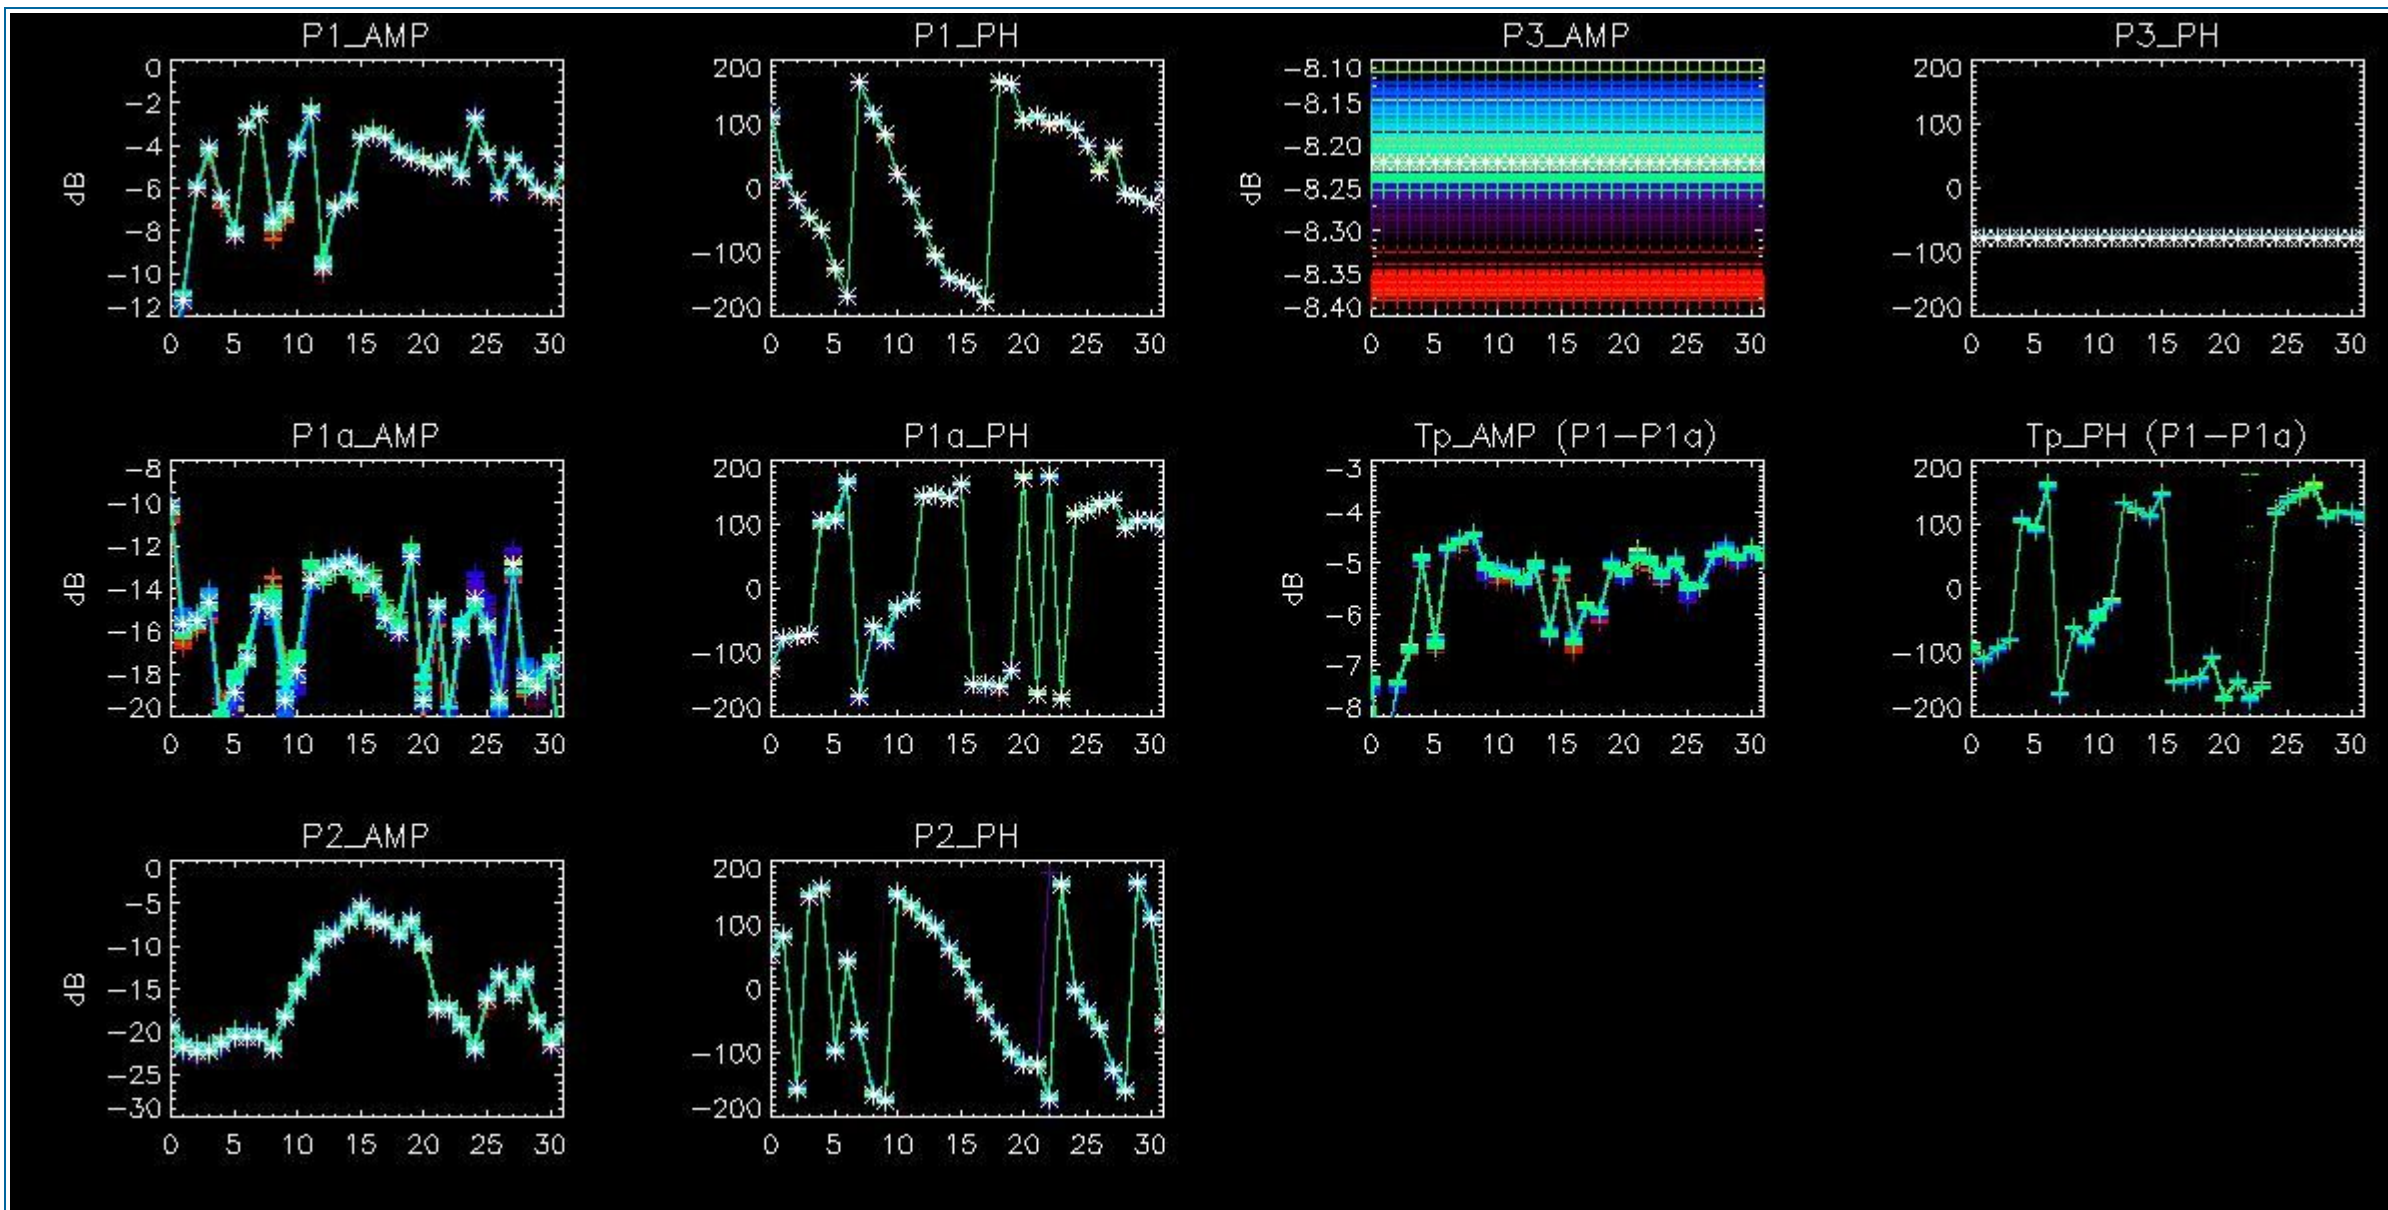 P1_AMP P1_PH P3_AMP P3_PH
0 200 −8.10 200
−2 −8.15
−4 100 −8.20 100
dB −6 0 dB −8.25 0
−8 −8.30
−10 −100 −8.35 −100
−12 −200 −8.40 −200
0 5 10 15 20 25 30 0 5 10 15 20 25 30 0 5 10 15 20 25 30 0 5 10 15 20 25 30
P1a_AMP P1a_PH Tp_AMP (P1−P1a) Tp_PH (P1−P1a)
−8 200 −3 200
−10 100 −4 100
−12
dB −14 0 dB −5 0
−16 −6
−18 −100 −7 −100
−20 −200 −8 −200
0 5 10 15 20 25 30 0 5 10 15 20 25 30 0 5 10 15 20 25 30 0 5 10 15 20 25 30
P2_AMP P2_PH
0 200
−5 100
−10
dB −15 0
−20 −100
−25
−30 −200
0 5 10 15 20 25 30 0 5 10 15 20 25 30